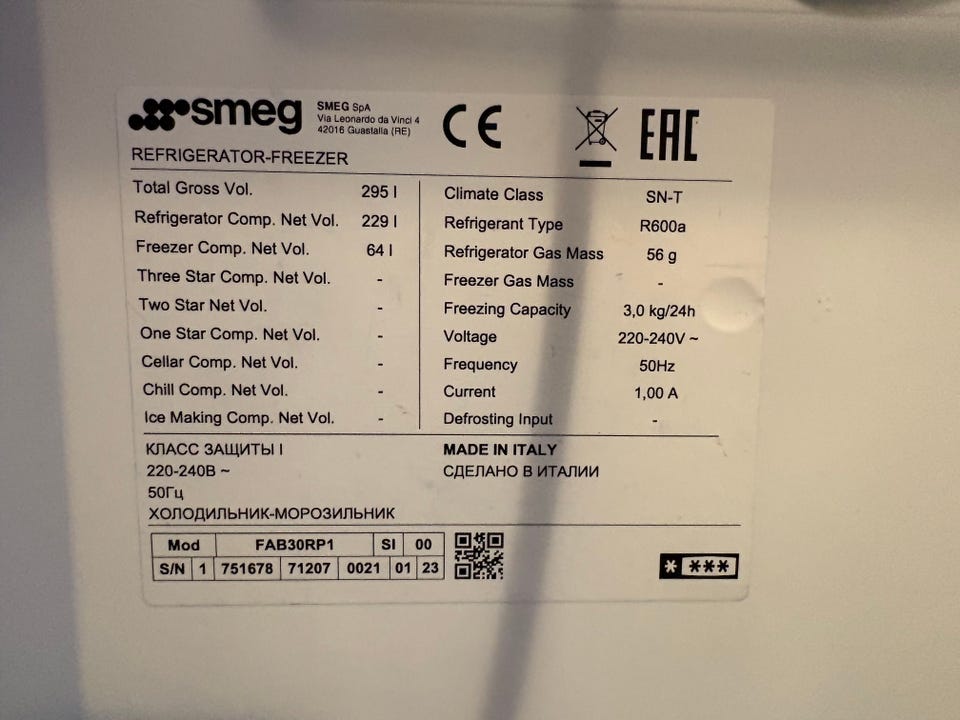 smeg
SMEG SpA
Via Leonardo da Vinci 4
42016 Guastalla (RE)
CE
EAC
REFRIGERATOR-FREEZER
Total Gross Vol. 295 l
Refrigerator Comp. Net Vol. 229 l
Freezer Comp. Net Vol. 64 l
Three Star Comp. Net Vol. -
Two Star Net Vol. -
One Star Comp. Net Vol. -
Cellar Comp. Net Vol. -
Chill Comp. Net Vol. -
Ice Making Comp. Net Vol. -
Climate Class SN-T
Refrigerant Type R600a
Refrigerator Gas Mass 56 g
Freezer Gas Mass -
Freezing Capacity 3,0 kg/24h
Voltage 220-240V ~
Frequency 50Hz
Current 1,00 A
Defrosting Input -
КЛАСС ЗАЩИТЫ I
220-240В ~
50Гц
ХОЛОДИЛЬНИК-МОРОЗИЛЬНИК
MADE IN ITALY
СДЕЛАНО В ИТАЛИИ
Mod FAB30RP1 SI 00
S/N 1 751678 71207 0021 01 23
* ***